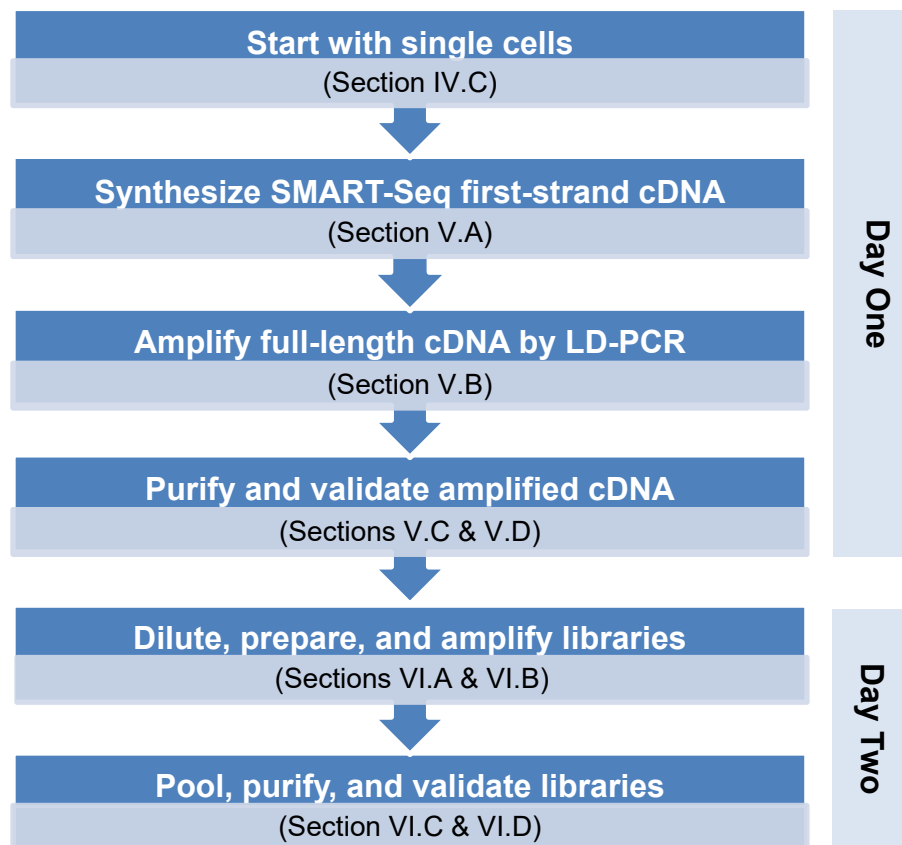 Start with single cells
(Section IV.C)
Synthesize SMART-Seq first-strand cDNA
(Section V.A)
Amplify full-length cDNA by LD-PCR
(Section V.B)
Purify and validate amplified cDNA
(Sections V.C & V.D)
Day One
Dilute, prepare, and amplify libraries
(Sections VI.A & VI.B)
Pool, purify, and validate libraries
(Section VI.C & VI.D)
Day Two